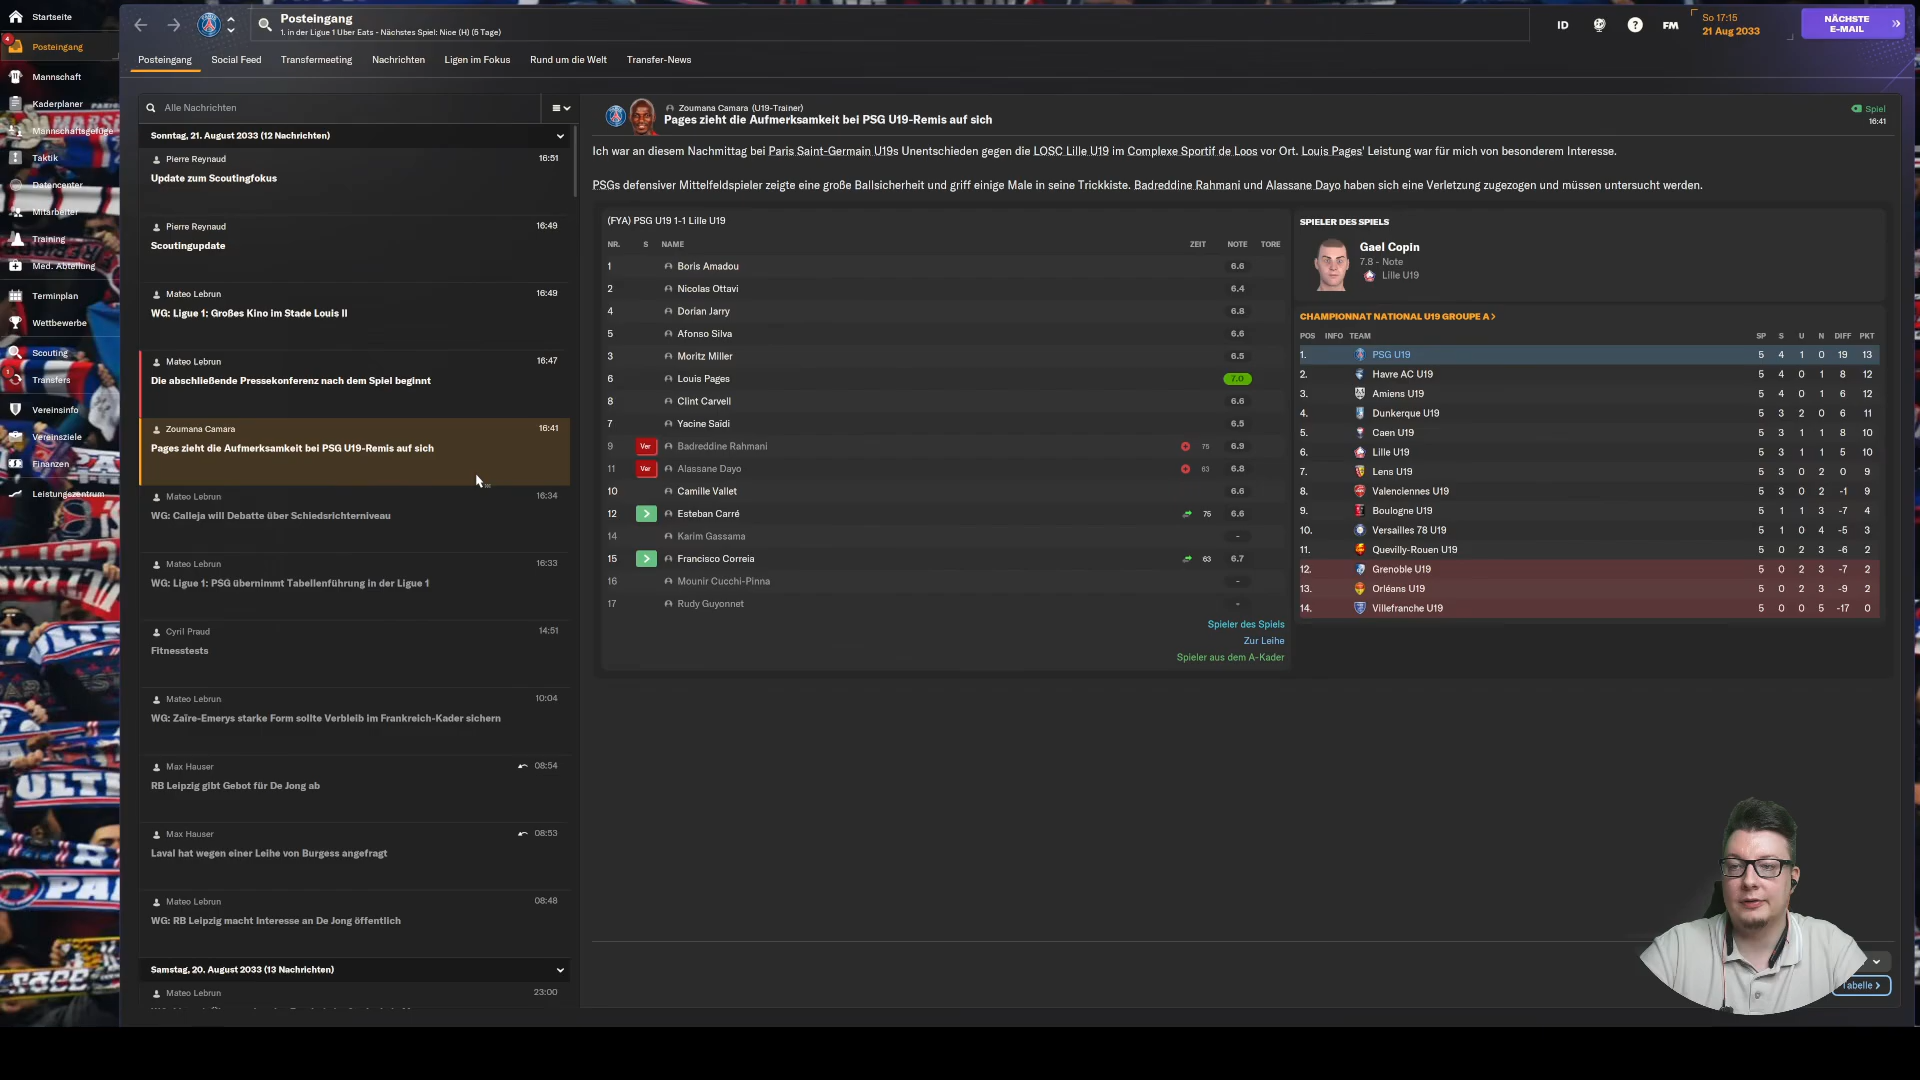 Startseite
Posteingang
4
Mannschaft
Kaderplaner
Mannschaftsgefüge
Taktik
Datencenter
Mitarbeiter
Training
Med. Abteilung
Terminplan
Wettbewerbe
Scouting
1
Transfers
Vereinsinfo
Vereinsziele
Finanzen
Leistungszentrum
Posteingang
1. in der Ligue 1 Uber Eats - Nächstes Spiel: Nice (H) (5 Tage)
ID
?
FM
So 17:15
21 Aug 2033
NÄCHSTE
E-MAIL
Posteingang Social Feed Transfermeeting Nachrichten Ligen im Fokus Rund um die Welt Transfer-News
Alle Nachrichten
Sonntag, 21. August 2033 (12 Nachrichten)
Pierre Reynaud 16:51
Update zum Scoutingfokus
Pierre Reynaud 16:49
Scoutingupdate
Mateo Lebrun 16:49
WG: Ligue 1: Großes Kino im Stade Louis II
Mateo Lebrun 16:47
Die abschließende Pressekonferenz nach dem Spiel beginnt
Zoumana Camara 16:41
Pages zieht die Aufmerksamkeit bei PSG U19-Remis auf sich
Mateo Lebrun 16:34
WG: Calleja will Debatte über Schiedsrichterniveau
Mateo Lebrun 16:33
WG: Ligue 1: PSG übernimmt Tabellenführung in der Ligue 1
Cyril Praud 14:51
Fitnesstests
Mateo Lebrun 10:04
WG: Zaïre-Emerys starke Form sollte Verbleib im Frankreich-Kader sichern
Max Hauser 08:54
RB Leipzig gibt Gebot für De Jong ab
Max Hauser 08:53
Laval hat wegen einer Leihe von Burgess angefragt
Mateo Lebrun 08:48
WG: RB Leipzig macht Interesse an De Jong öffentlich
Samstag, 20. August 2033 (13 Nachrichten)
Mateo Lebrun 23:00
Zoumana Camara (U19-Trainer)
Pages zieht die Aufmerksamkeit bei PSG U19-Remis auf sich
Spiel
16:41
Ich war an diesem Nachmittag bei Paris Saint-Germain U19s Unentschieden gegen die LOSC Lille U19 im Complexe Sportif de Loos vor Ort. Louis Pages' Leistung war für mich von besonderem Interesse.
PSGs defensiver Mittelfeldspieler zeigte eine große Ballsicherheit und griff einige Male in seine Trickkiste. Badreddine Rahmani und Alassane Dayo haben sich eine Verletzung zugezogen und müssen untersucht werden.
(FYA) PSG U19 1-1 Lille U19
NR. S NAME ZEIT NOTE TORE
1 Boris Amadou 6.6
2 Nicolas Ottavi 6.4
4 Dorian Jarry 6.8
5 Afonso Silva 6.6
3 Moritz Miller 6.5
6 Louis Pages 7.0
8 Clint Carvell 6.6
7 Yacine Saïdi 6.5
9 Ver Badreddine Rahmani 75 6.9
11 Ver Alassane Dayo 63 6.8
10 Camille Vallet 6.6
12 Esteban Carré 75 6.6
14 Karim Gassama -
15 Francisco Correia 63 6.7
16 Mounir Cucchi-Pinna -
17 Rudy Guyonnet -
Spieler des Spiels
Zur Leihe
Spieler aus dem A-Kader
SPIELER DES SPIELS
Gael Copin
7.8 - Note
Lille U19
CHAMPIONNAT NATIONAL U19 GROUPE A >
POS INFO TEAM SP S U N DIFF PKT
1. PSG U19 5 4 1 0 19 13
2. Havre AC U19 5 4 0 1 8 12
3. Amiens U19 5 4 0 1 6 12
4. Dunkerque U19 5 3 2 0 6 11
5. Caen U19 5 3 1 1 8 10
6. Lille U19 5 3 1 1 5 10
7. Lens U19 5 3 0 2 0 9
8. Valenciennes U19 5 3 0 2 -1 9
9. Boulogne U19 5 1 1 3 -7 4
10. Versailles 78 U19 5 1 0 4 -5 3
11. Quevilly-Rouen U19 5 0 2 3 -6 2
12. Grenoble U19 5 0 2 3 -7 2
13. Orléans U19 5 0 2 3 -9 2
14. Villefranche U19 5 0 0 5 -17 0
Tabelle >